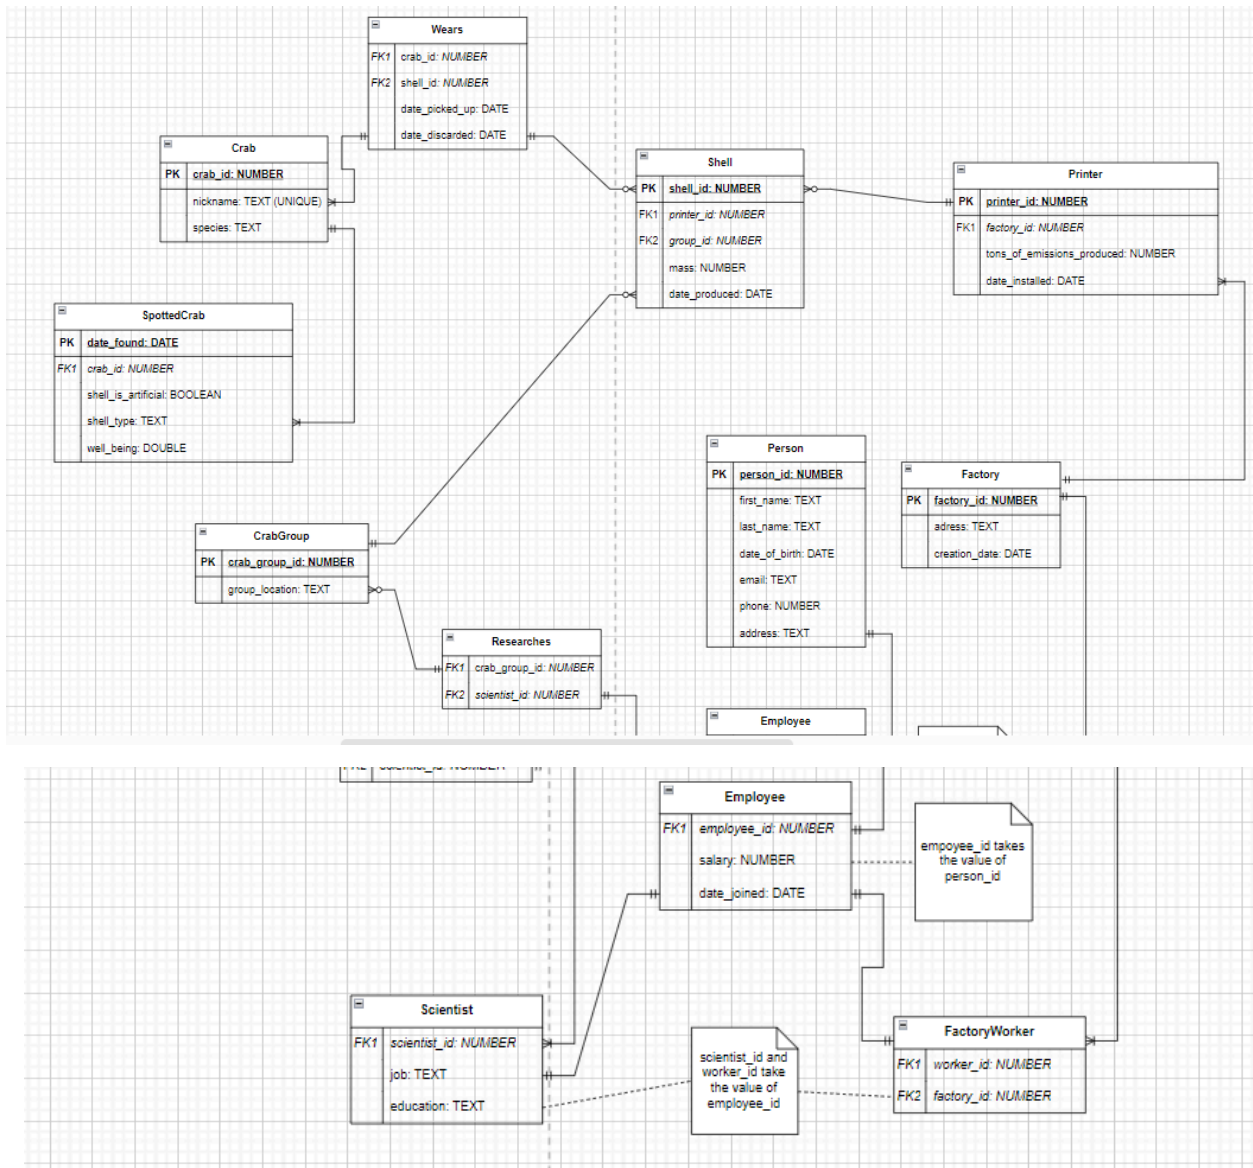 Wears
FK1 crab_id: NUMBER
FK2 shell_id: NUMBER
date_picked_up: DATE
date_discarded: DATE
Crab
PK crab_id: NUMBER
nickname: TEXT (UNIQUE)
species: TEXT
Shell
PK shell_id: NUMBER
FK1 printer_id: NUMBER
FK2 group_id: NUMBER
mass: NUMBER
date_produced: DATE
Printer
PK printer_id: NUMBER
FK1 factory_id: NUMBER
tons_of_emissions_produced: NUMBER
date_installed: DATE
SpottedCrab
PK date_found: DATE
FK1 crab_id: NUMBER
shell_is_artificial: BOOLEAN
shell_type: TEXT
well_being: DOUBLE
Person
PK person_id: NUMBER
first_name: TEXT
last_name: TEXT
date_of_birth: DATE
email: TEXT
phone: NUMBER
address: TEXT
Factory
PK factory_id: NUMBER
adress: TEXT
creation_date: DATE
CrabGroup
PK crab_group_id: NUMBER
group_location: TEXT
Researches
FK1 crab_group_id: NUMBER
FK2 scientist_id: NUMBER
Employee
FK2 scientist_id: NUMBER
Employee
FK1 employee_id: NUMBER
salary: NUMBER
date_joined: DATE
empoyee_id takes
the value of
person_id
Scientist
FK1 scientist_id: NUMBER
job: TEXT
education: TEXT
scientist_id and
worker_id take
the value of
employee_id
FactoryWorker
FK1 worker_id: NUMBER
FK2 factory_id: NUMBER